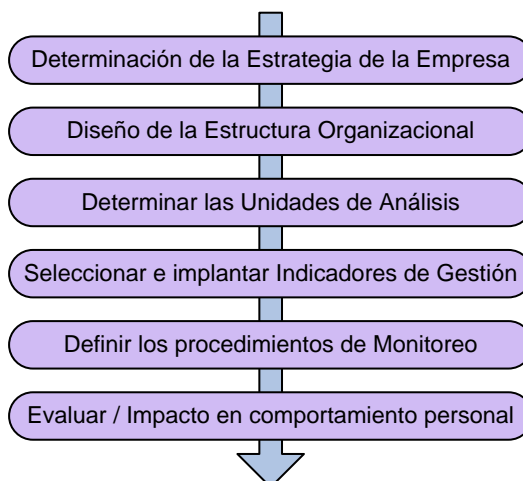 Determinación de la Estrategia de la Empresa
Diseño de la Estructura Organizacional
Determinar las Unidades de Análisis
Seleccionar e implantar Indicadores de Gestión
Definir los procedimientos de Monitoreo
Evaluar / Impacto en comportamiento personal